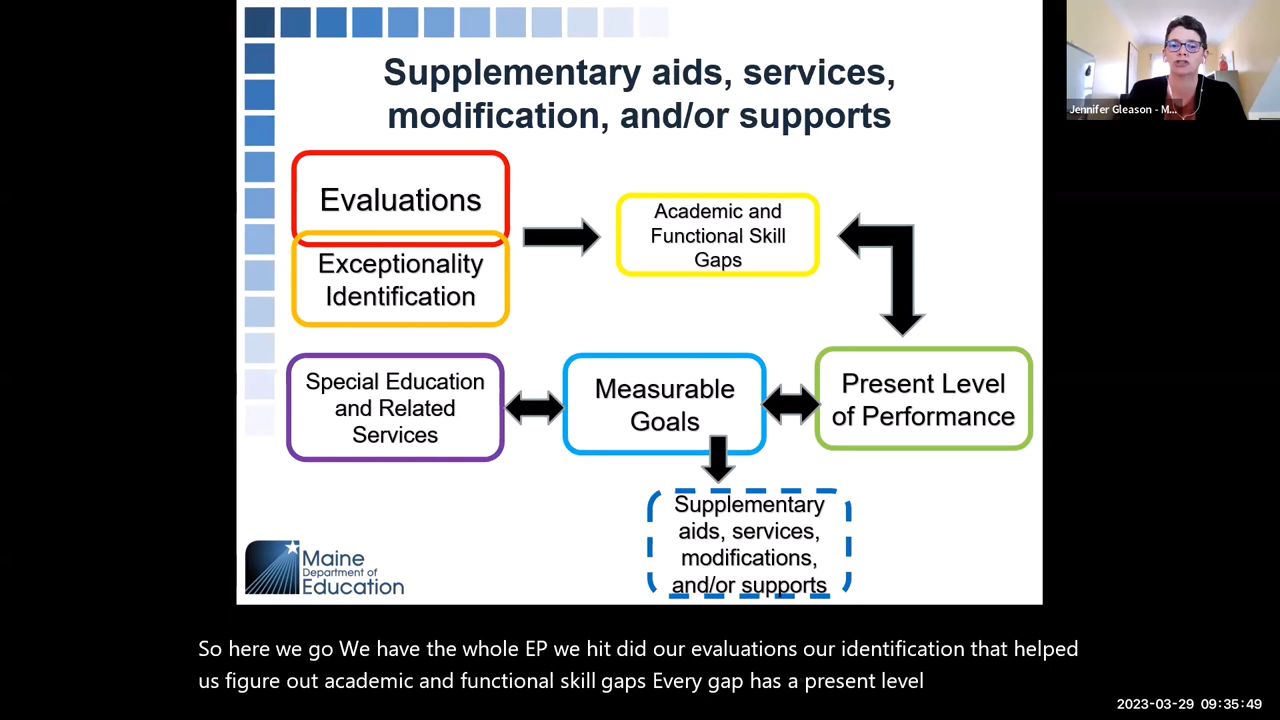 Supplementary aids, services,
modification, and/or supports
Jennifer Gleason - M...
Evaluations
Exceptionality
Identification
Academic and
Functional Skill
Gaps
Special Education
and Related
Services
Measurable
Goals
Present Level
of Performance
Supplementary
aids, services,
modifications,
and/or supports
Maine
Department of
Education
So here we go We have the whole EP we hit did our evaluations our identification that helped
us figure out academic and functional skill gaps Every gap has a present level
2023-03-29 09:35:49